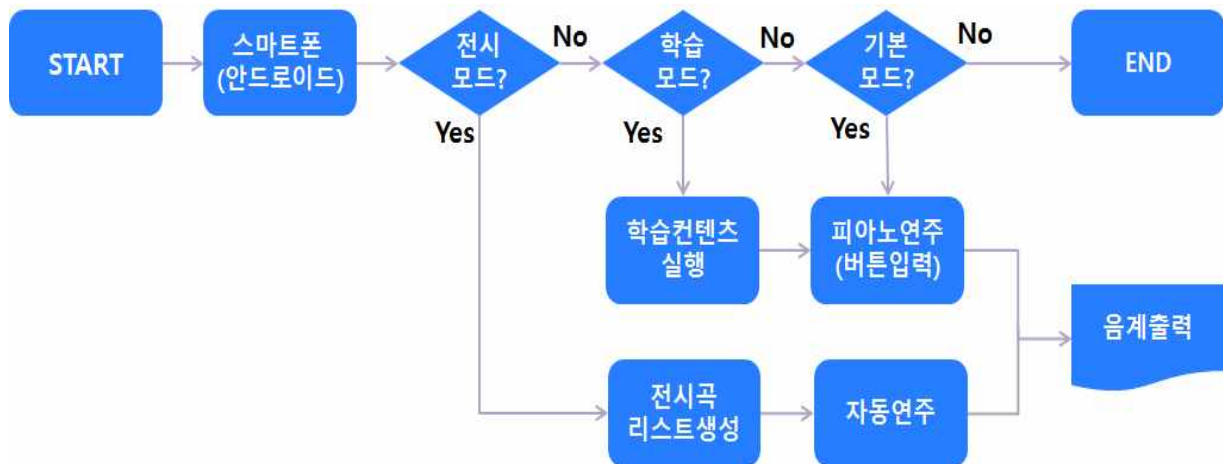 START
스마트폰
(안드로이드)
전시
모드?
No
학습
모드?
No
기본
모드?
No
END
Yes
Yes
Yes
학습컨텐츠
실행
피아노연주
(버튼입력)
음계출력
전시곡
리스트생성
자동연주